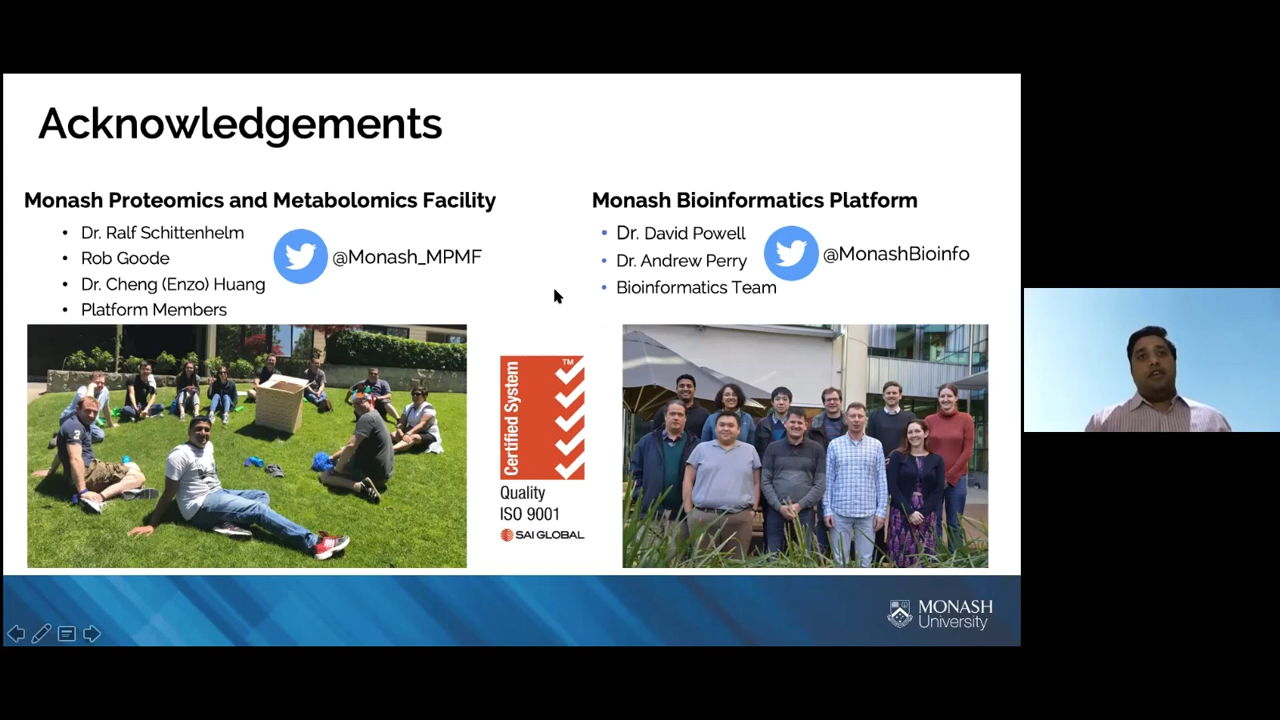 Acknowledgements
Monash Proteomics and Metabolomics Facility
• Dr. Ralf Schittenhelm
• Rob Goode
• Dr. Cheng (Enzo) Huang
• Platform Members
@Monash_MPMF
Monash Bioinformatics Platform
• Dr. David Powell
• Dr. Andrew Perry
• Bioinformatics Team
@MonashBioinfo
Certified System
TM
Quality
ISO 9001
SAI GLOBAL
MONASH
University